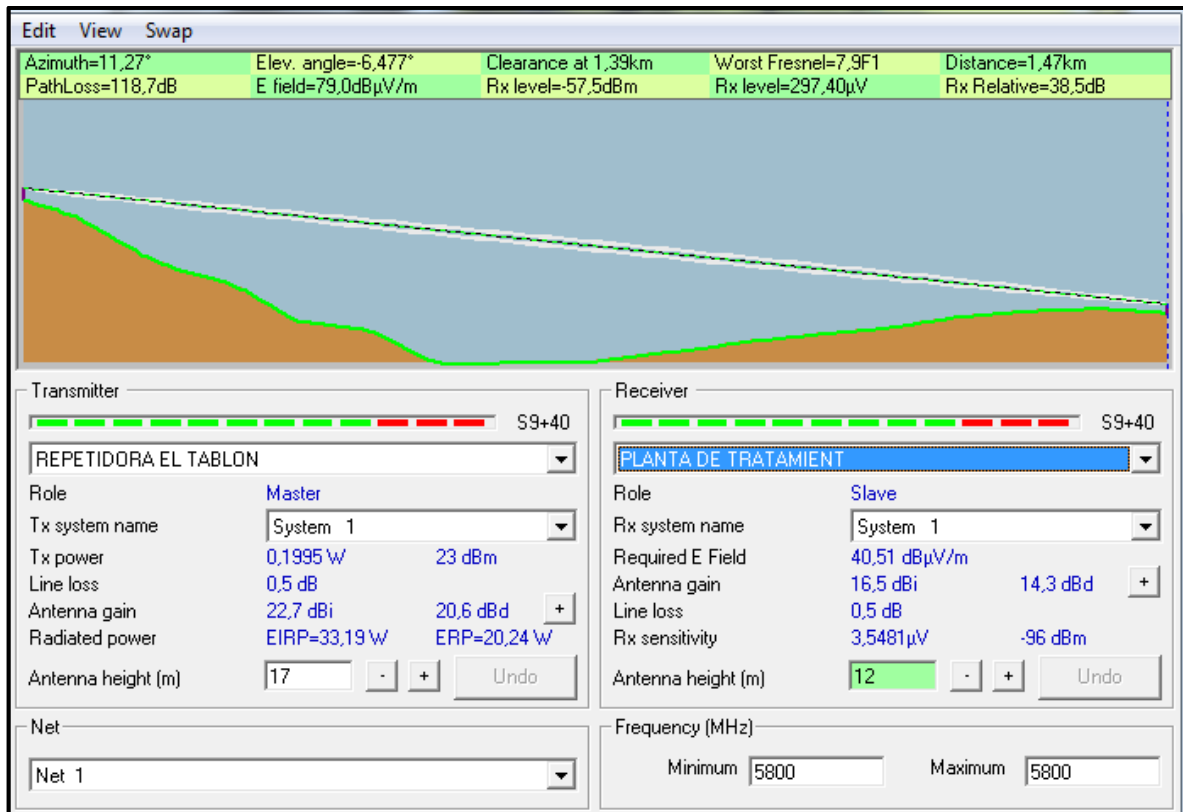 Edit View Swap
Azimuth=11,27° Elev. angle=-6,477° Clearance at 1,39km Worst Fresnel=7,9F1 Distance=1,47km
PathLoss=118,7dB E field=79,0dBµV/m Rx level=-57,5dBm Rx level=297,40µV Rx Relative=38,5dB
Transmitter
S9+40
REPETIDORA EL TABLON
Role Master
Tx system name System 1
Tx power 0,1995 W 23 dBm
Line loss 0,5 dB
Antenna gain 22,7 dBi 20,6 dBd +
Radiated power EIRP=33,19 W ERP=20,24 W
Antenna height (m) 17 - + Undo
Net
Net 1
Receiver
S9+40
PLANTA DE TRATAMIENT
Role Slave
Rx system name System 1
Required E Field 40,51 dBµV/m
Antenna gain 16,5 dBi 14,3 dBd +
Line loss 0,5 dB
Rx sensitivity 3,5481µV -96 dBm
Antenna height (m) 12 - + Undo
Frequency (MHz)
Minimum 5800 Maximum 5800